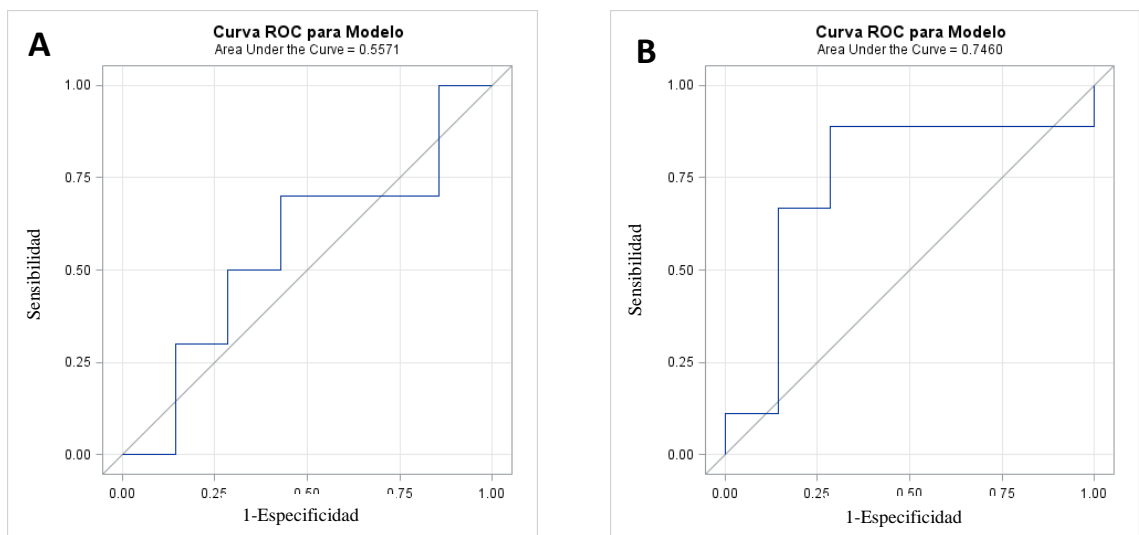 A
Curva ROC para Modelo
Area Under the Curve = 0.5571
Sensibilidad
1.00
0.75
0.50
0.25
0.00
0.00 0.25 0.50 0.75 1.00
1-Especificidad
B
Curva ROC para Modelo
Area Under the Curve = 0.7460
Sensibilidad
1.00
0.75
0.50
0.25
0.00
0.00 0.25 0.50 0.75 1.00
1-Especificidad